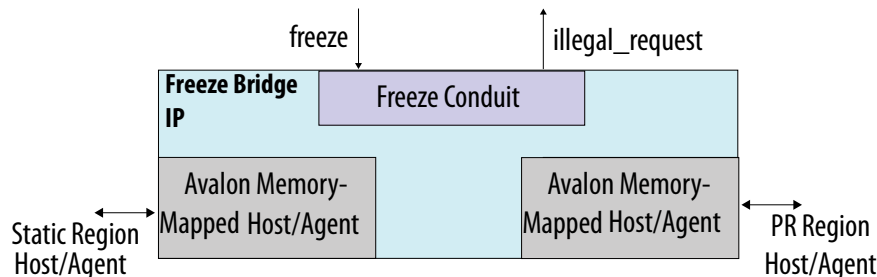 freeze
illegal_request
Freeze Bridge
IP
Freeze Conduit
Avalon Memory-
Mapped Host/Agent
Avalon Memory-
Mapped Host/Agent
Static Region
Host/Agent
PR Region
Host/Agent